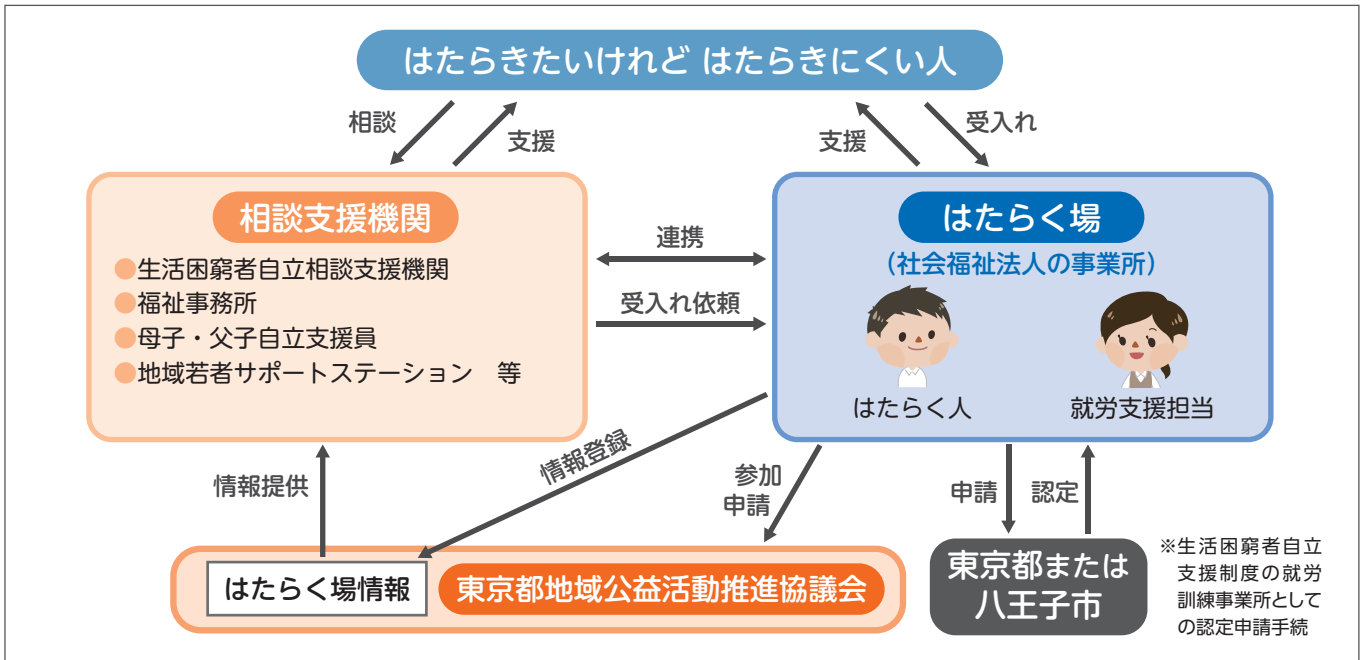 はたらきたいけれど はたらきにくい人
相談
支援
支援
受入れ
相談支援機関
●生活困窮者自立相談支援機関
●福祉事務所
●母子・父子自立支援員
●地域若者サポートステーション　等
連携
受入れ依頼
はたらく場
（社会福祉法人の事業所）
はたらく人
就労支援担当
情報提供
情報登録
参加
申請
申請
認定
はたらく場情報
東京都地域公益活動推進協議会
東京都または
八王子市
※生活困窮者自立
支援制度の就労
訓練事業所として
の認定申請手続